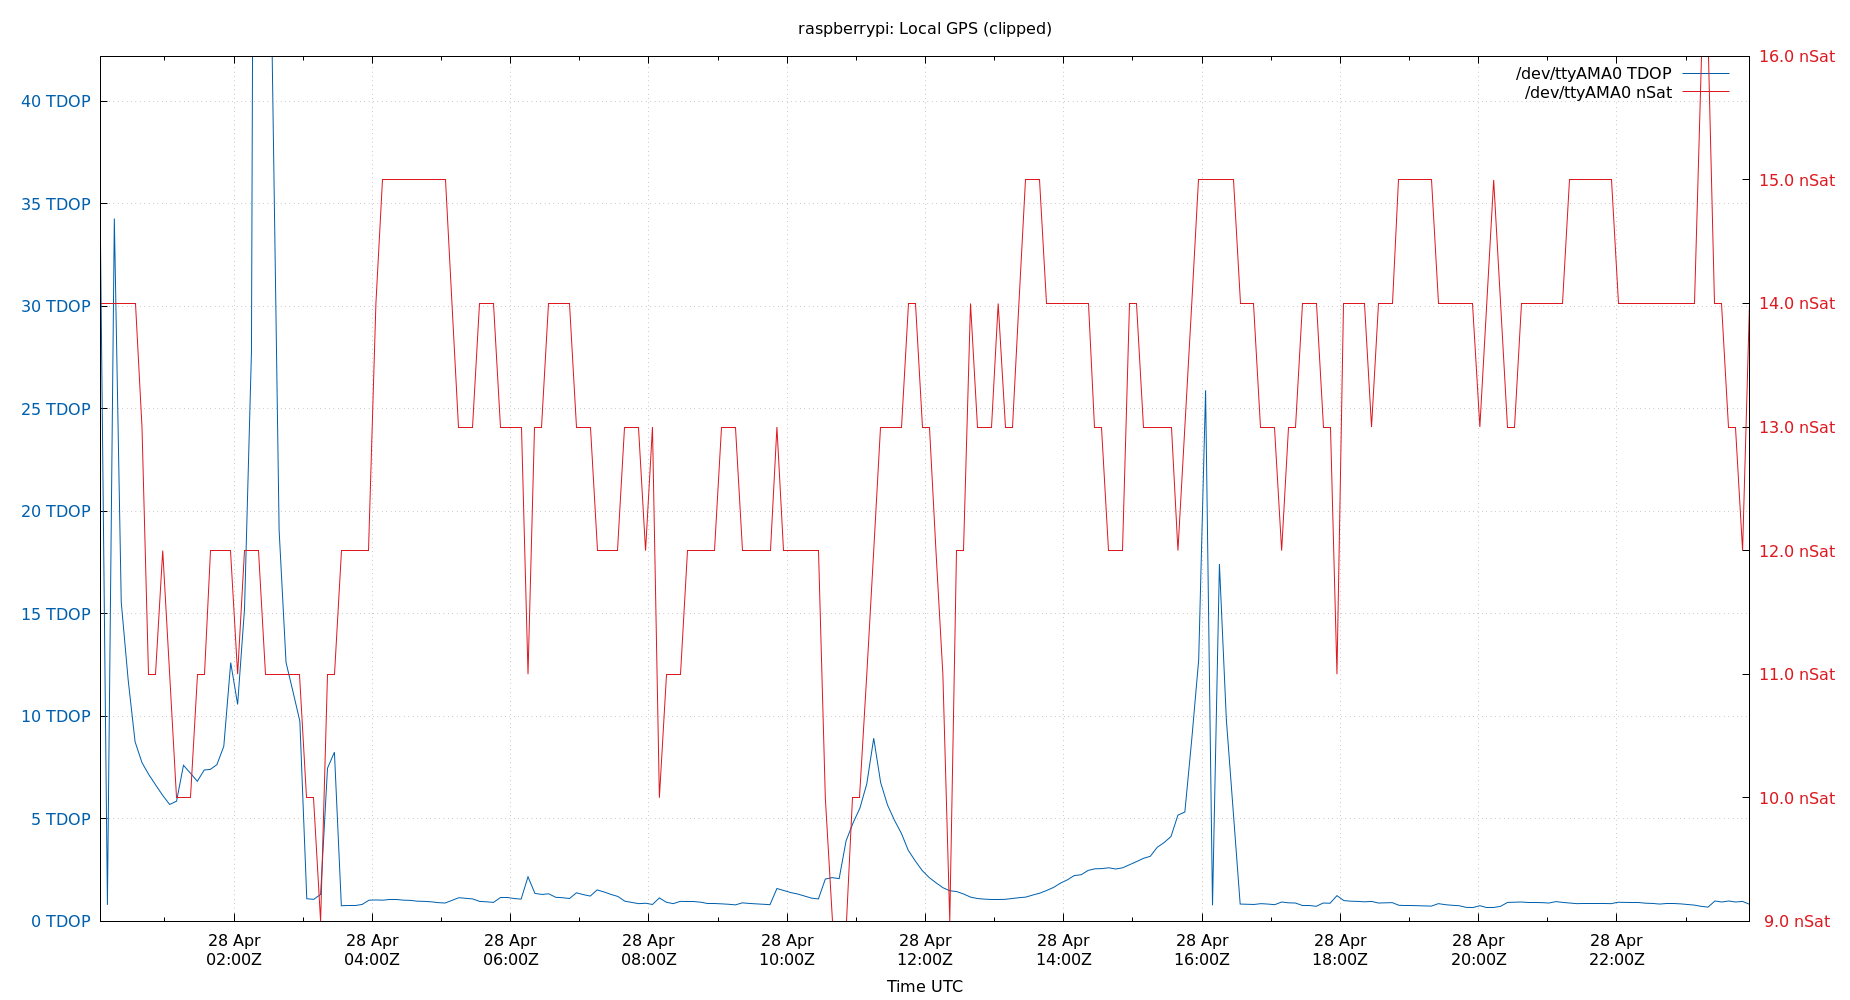 raspberrypi: Local GPS (clipped)
/dev/ttyAMA0 TDOP
/dev/ttyAMA0 nSat
40 TDOP
35 TDOP
30 TDOP
25 TDOP
20 TDOP
15 TDOP
10 TDOP
5 TDOP
0 TDOP
16.0 nSat
15.0 nSat
14.0 nSat
13.0 nSat
12.0 nSat
11.0 nSat
10.0 nSat
9.0 nSat
28 Apr
02:00Z
28 Apr
04:00Z
28 Apr
06:00Z
28 Apr
08:00Z
28 Apr
10:00Z
28 Apr
12:00Z
28 Apr
14:00Z
28 Apr
16:00Z
28 Apr
18:00Z
28 Apr
20:00Z
28 Apr
22:00Z
Time UTC